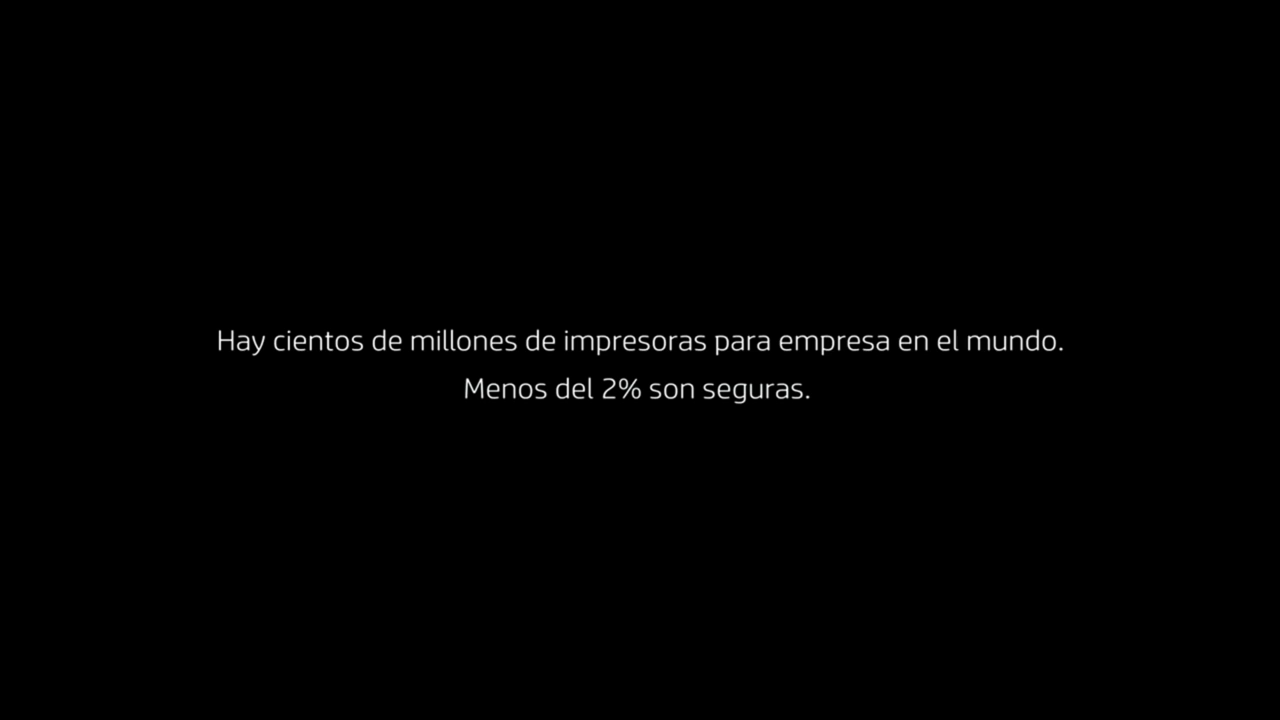 Hay cientos de millones de impresoras para empresa en el mundo.
Menos del 2% son seguras.